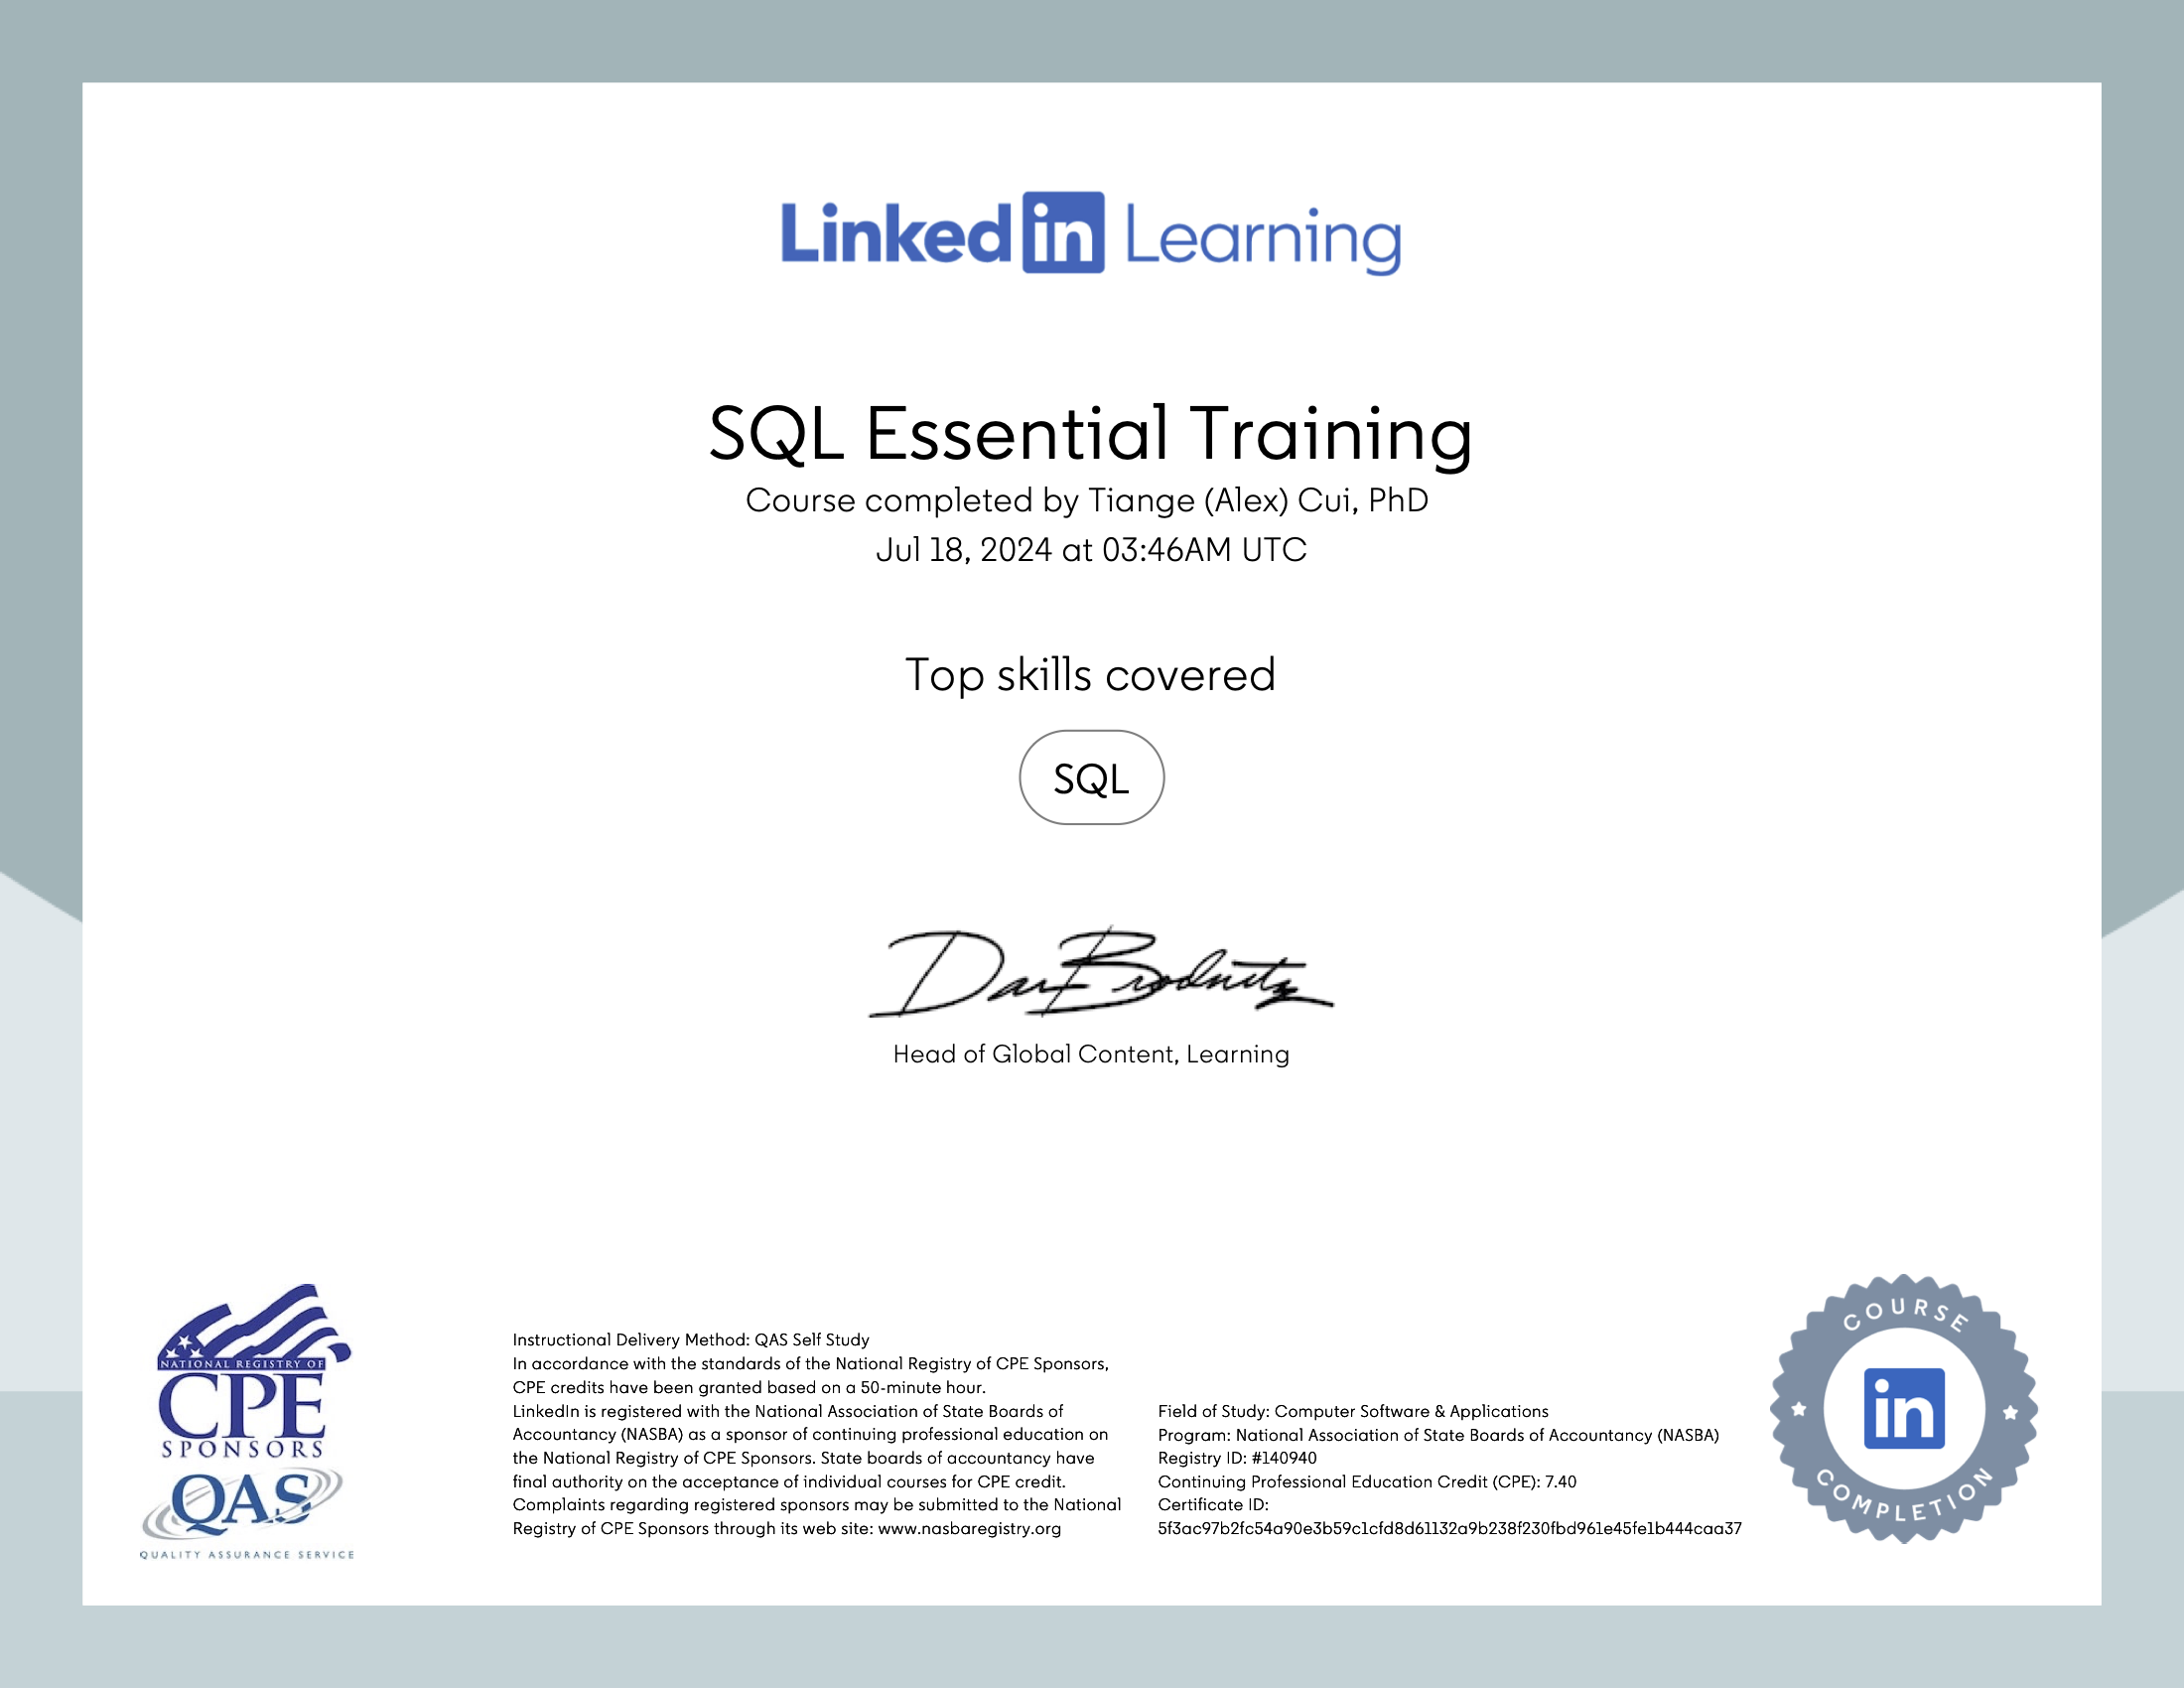 Linked in Learning
SQL Essential Training
Course completed by Tiange (Alex) Cui, PhD
Jul 18, 2024 at 03:46AM UTC
Top skills covered
SQL
Dan Brodnitz
Head of Global Content, Learning
NATIONAL REGISTRY OF
CPE
SPONSORS
QAS
QUALITY ASSURANCE SERVICE
Instructional Delivery Method: QAS Self Study
In accordance with the standards of the National Registry of CPE Sponsors,
CPE credits have been granted based on a 50-minute hour.
LinkedIn is registered with the National Association of State Boards of
Accountancy (NASBA) as a sponsor of continuing professional education on
the National Registry of CPE Sponsors. State boards of accountancy have
final authority on the acceptance of individual courses for CPE credit.
Complaints regarding registered sponsors may be submitted to the National
Registry of CPE Sponsors through its web site: www.nasbaregistry.org
Field of Study: Computer Software & Applications
Program: National Association of State Boards of Accountancy (NASBA)
Registry ID: #140940
Continuing Professional Education Credit (CPE): 7.40
Certificate ID:
5f3ac97b2fc54a90e3b59c1cfd8d61132a9b238f230fbd961e45fe1b444caa37
COURSE
in
COMPLETION